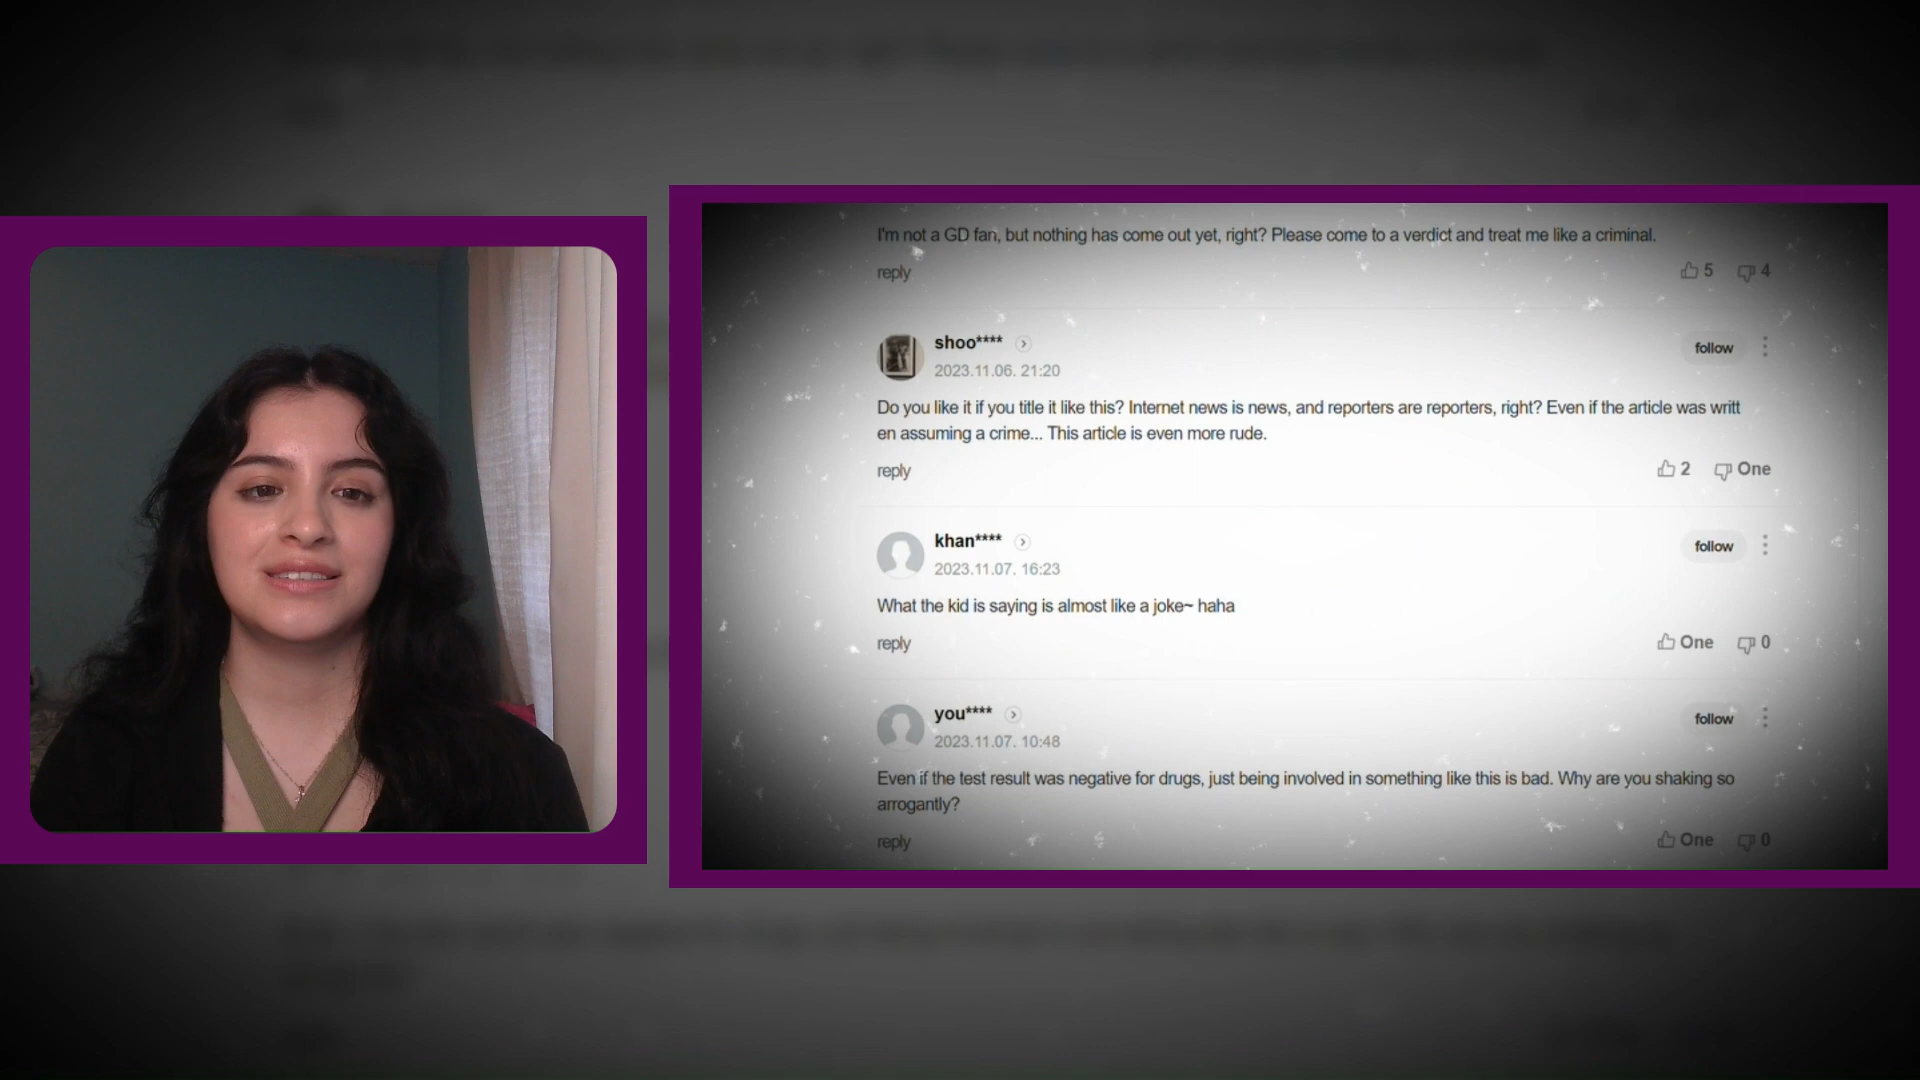 I'm not a GD fan, but nothing has come out yet, right? Please come to a verdict and treat me like a criminal.
reply
5 4
shoo****
follow
2023.11.06. 21:20
Do you like it if you title it like this? Internet news is news, and reporters are reporters, right? Even if the article was writt
en assuming a crime... This article is even more rude.
reply
2 One
khan****
follow
2023.11.07. 16:23
What the kid is saying is almost like a joke~ haha
reply
One 0
you****
follow
2023.11.07. 10:48
Even if the test result was negative for drugs, just being involved in something like this is bad. Why are you shaking so
arrogantly?
reply
One 0